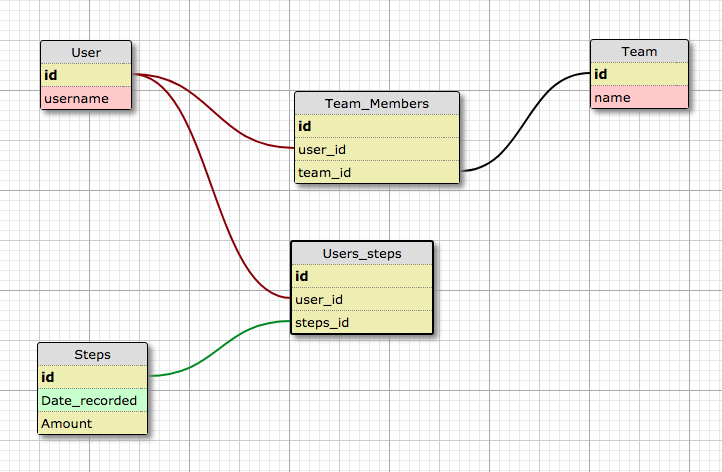 User
id
username
Team_Members
id
user_id
team_id
Team
id
name
Users_steps
id
user_id
steps_id
Steps
id
Date_recorded
Amount